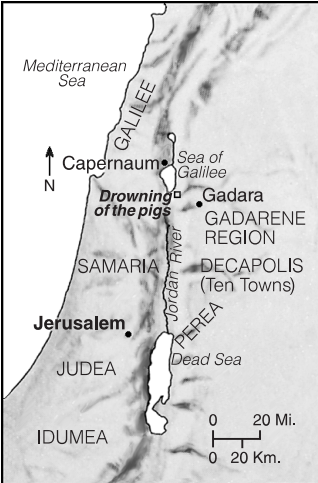 Mediterranean
Sea
GALILEE
Capernaum
Sea of
Galilee
N
Drowning
of the pigs
Gadara
GADARENE
REGION
SAMARIA
Jordan River
DECAPOLIS
(Ten Towns)
PEREA
Jerusalem
Dead Sea
JUDEA
IDUMEA
0 20 Mi.
0 20 Km.